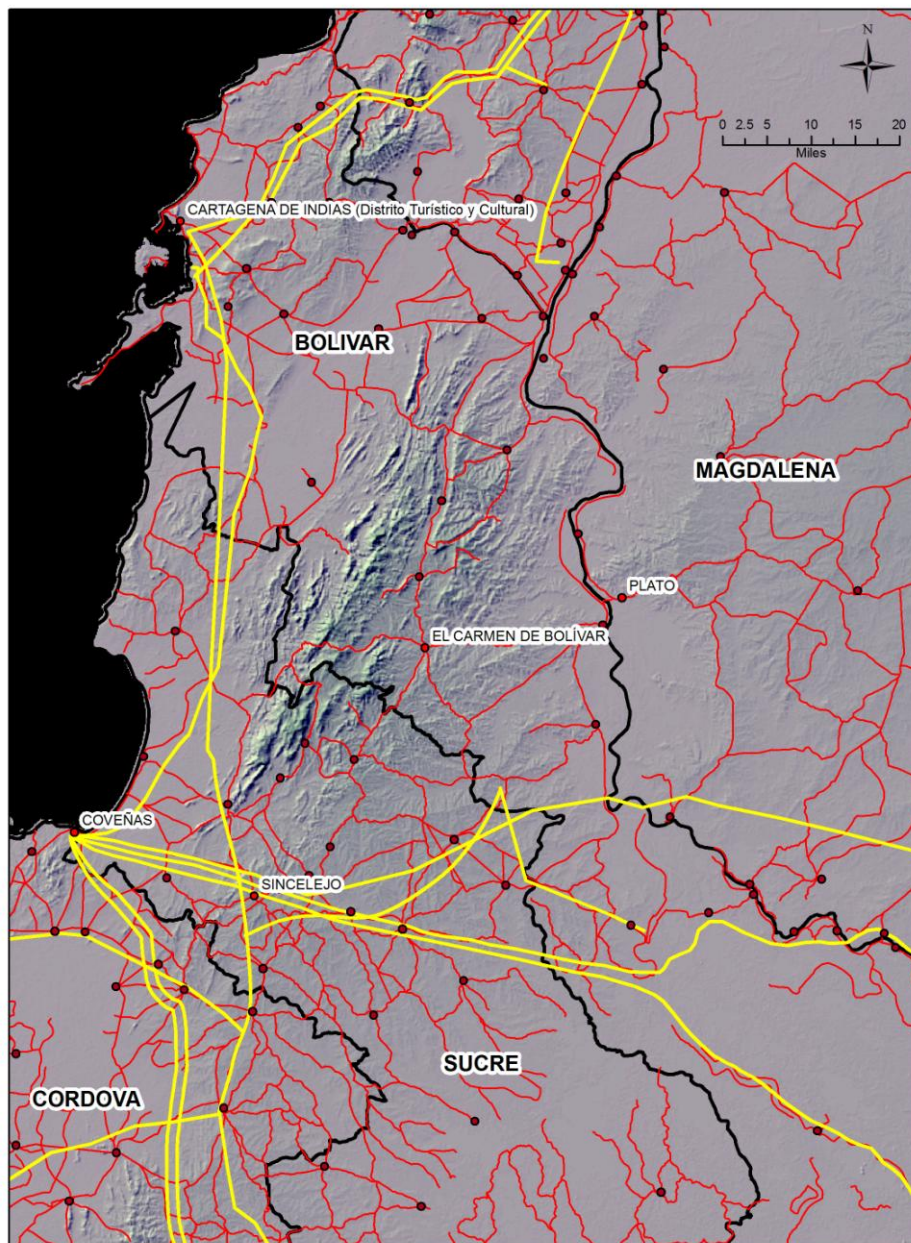 N
0 2.5 5 10 15 20
Miles
CARTAGENA DE INDIAS (Distrito Turístico y Cultural)
BOLIVAR
MAGDALENA
PLATO
EL CARMEN DE BOLÍVAR
COVEÑAS
SINCELEJO
SUCRE
CORDOVA